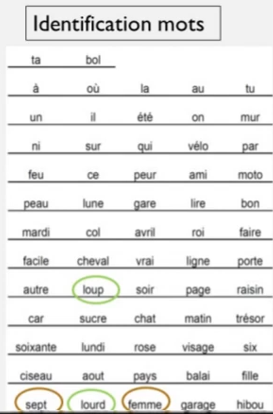 Identification mots
ta bol
à où la au tu
un il été on mur
ni sur qui vélo par
feu ce peur ami moto
peau lune gare lire bon
mardi col avril roi faire
facile cheval vrai ligne porte
autre loup soir page raisin
car sucre chat matin trésor
soixante lundi rose visage six
ciseau aout pays balai fille
sept lourd femme garage hibou